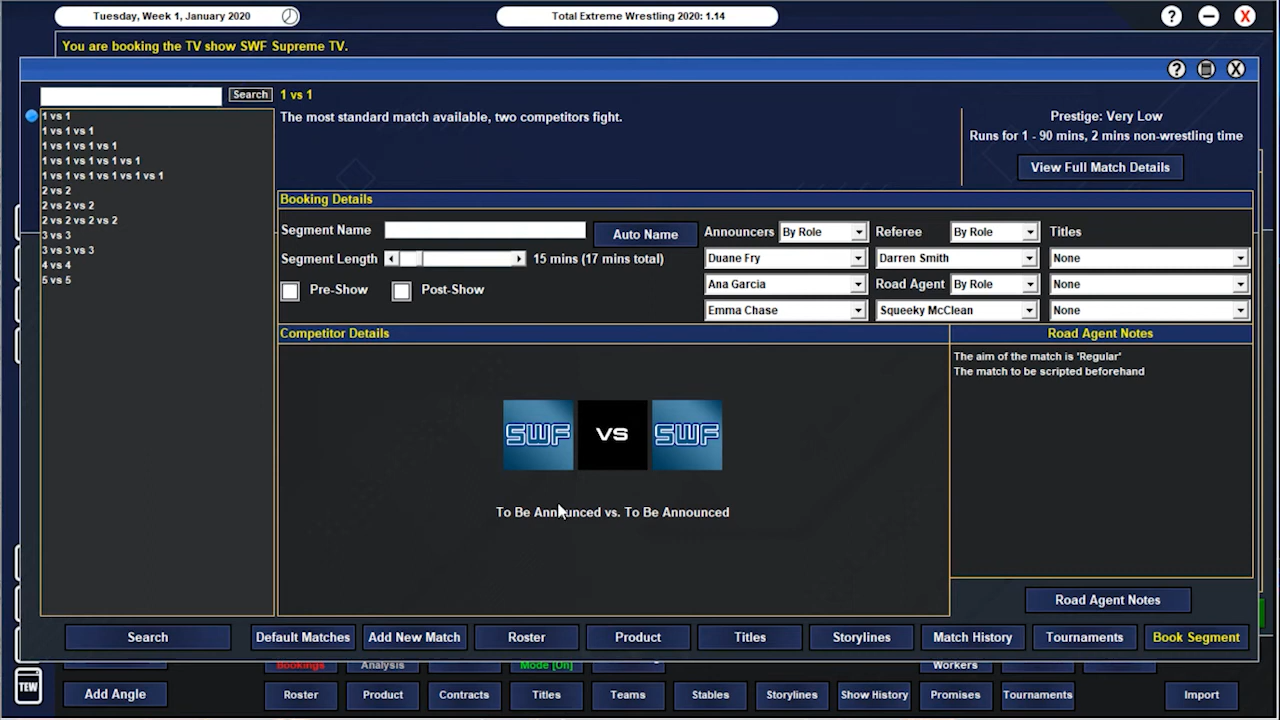 Tuesday, Week 1, January 2020
Total Extreme Wrestling 2020: 1.14
? X
You are booking the TV show SWF Supreme TV.
? X
Search
1 vs 1
The most standard match available, two competitors fight.
Prestige: Very Low
Runs for 1 - 90 mins, 2 mins non-wrestling time
View Full Match Details
1 vs 1
1 vs 1 vs 1
1 vs 1 vs 1 vs 1
1 vs 1 vs 1 vs 1 vs 1
1 vs 1 vs 1 vs 1 vs 1 vs 1
2 vs 2
2 vs 2 vs 2
2 vs 2 vs 2 vs 2
3 vs 3
3 vs 3 vs 3
4 vs 4
5 vs 5
Booking Details
Segment Name
Auto Name
Segment Length
15 mins (17 mins total)
Pre-Show
Post-Show
Announcers By Role
Duane Fry
Ana Garcia
Emma Chase
Referee By Role
Darren Smith
Road Agent By Role
Squeeky McClean
Titles
None
None
None
Competitor Details
SWF VS SWF
To Be Announced vs. To Be Announced
Road Agent Notes
The aim of the match is 'Regular'
The match to be scripted beforehand
Road Agent Notes
Search Default Matches Add New Match Roster Product Titles Storylines Match History Tournaments Book Segment
Bookings Analysis Mode [On] Workers
TEW
Add Angle Roster Product Contracts Titles Teams Stables Storylines Show History Promises Tournaments Import